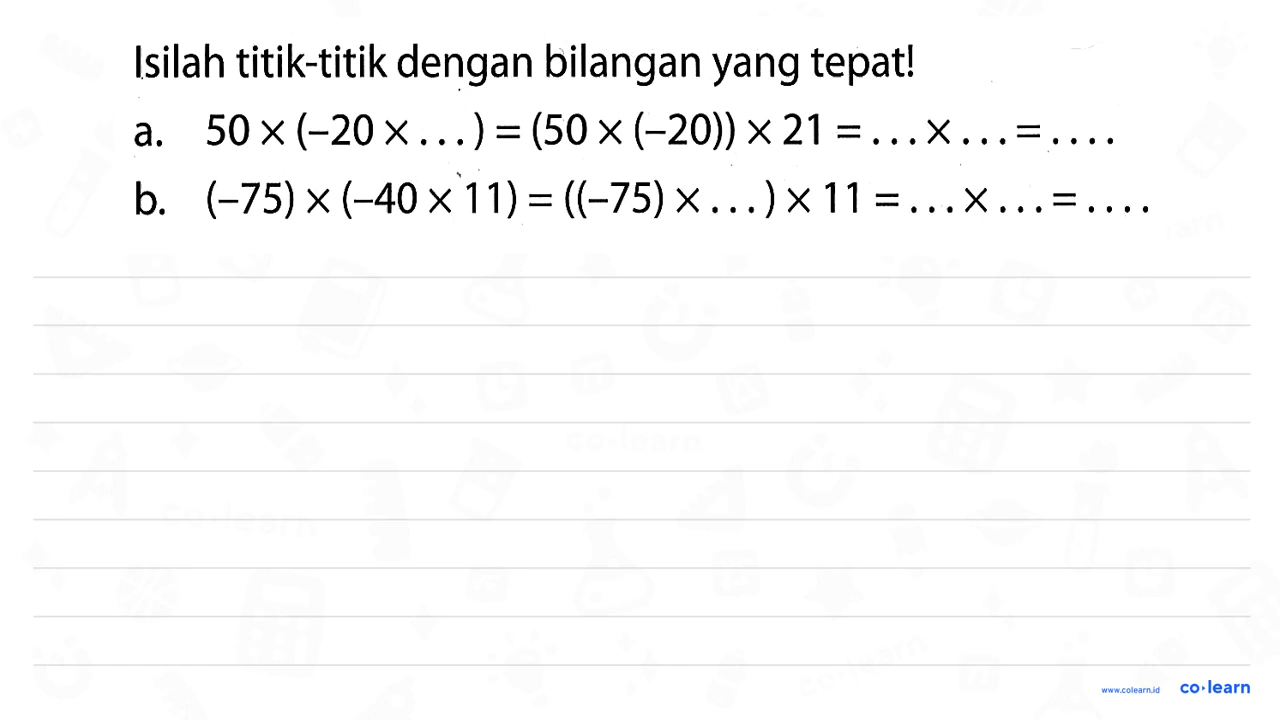 Isilah titik-titik dengan bilangan yang tepat!
a. 50 × (–20 × . . . ) = (50 × (–20)) × 21 = . . . × . . . = . . . .
b. (–75) × (–40 × 11) = ((–75) × . . . ) × 11 = . . . × . . . = . . . .
www.colearn.id co·learn